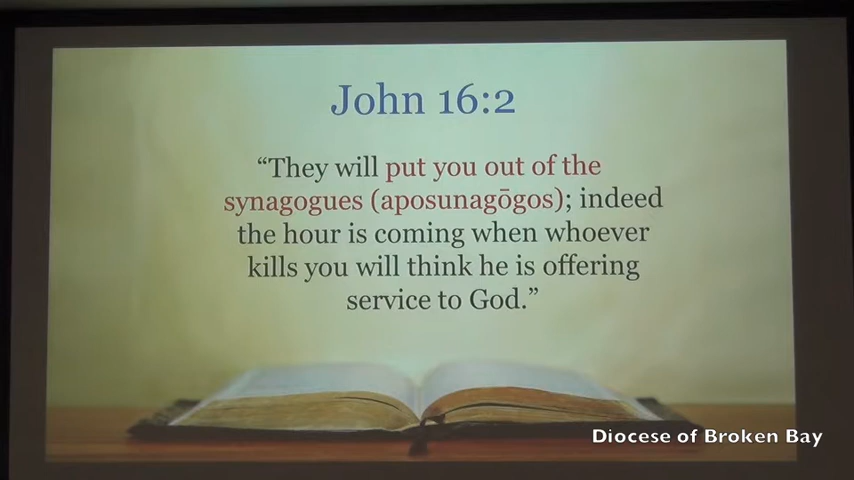 John 16:2
“They will put you out of the
synagogues (aposunagōgos); indeed
the hour is coming when whoever
kills you will think he is offering
service to God.”
Diocese of Broken Bay